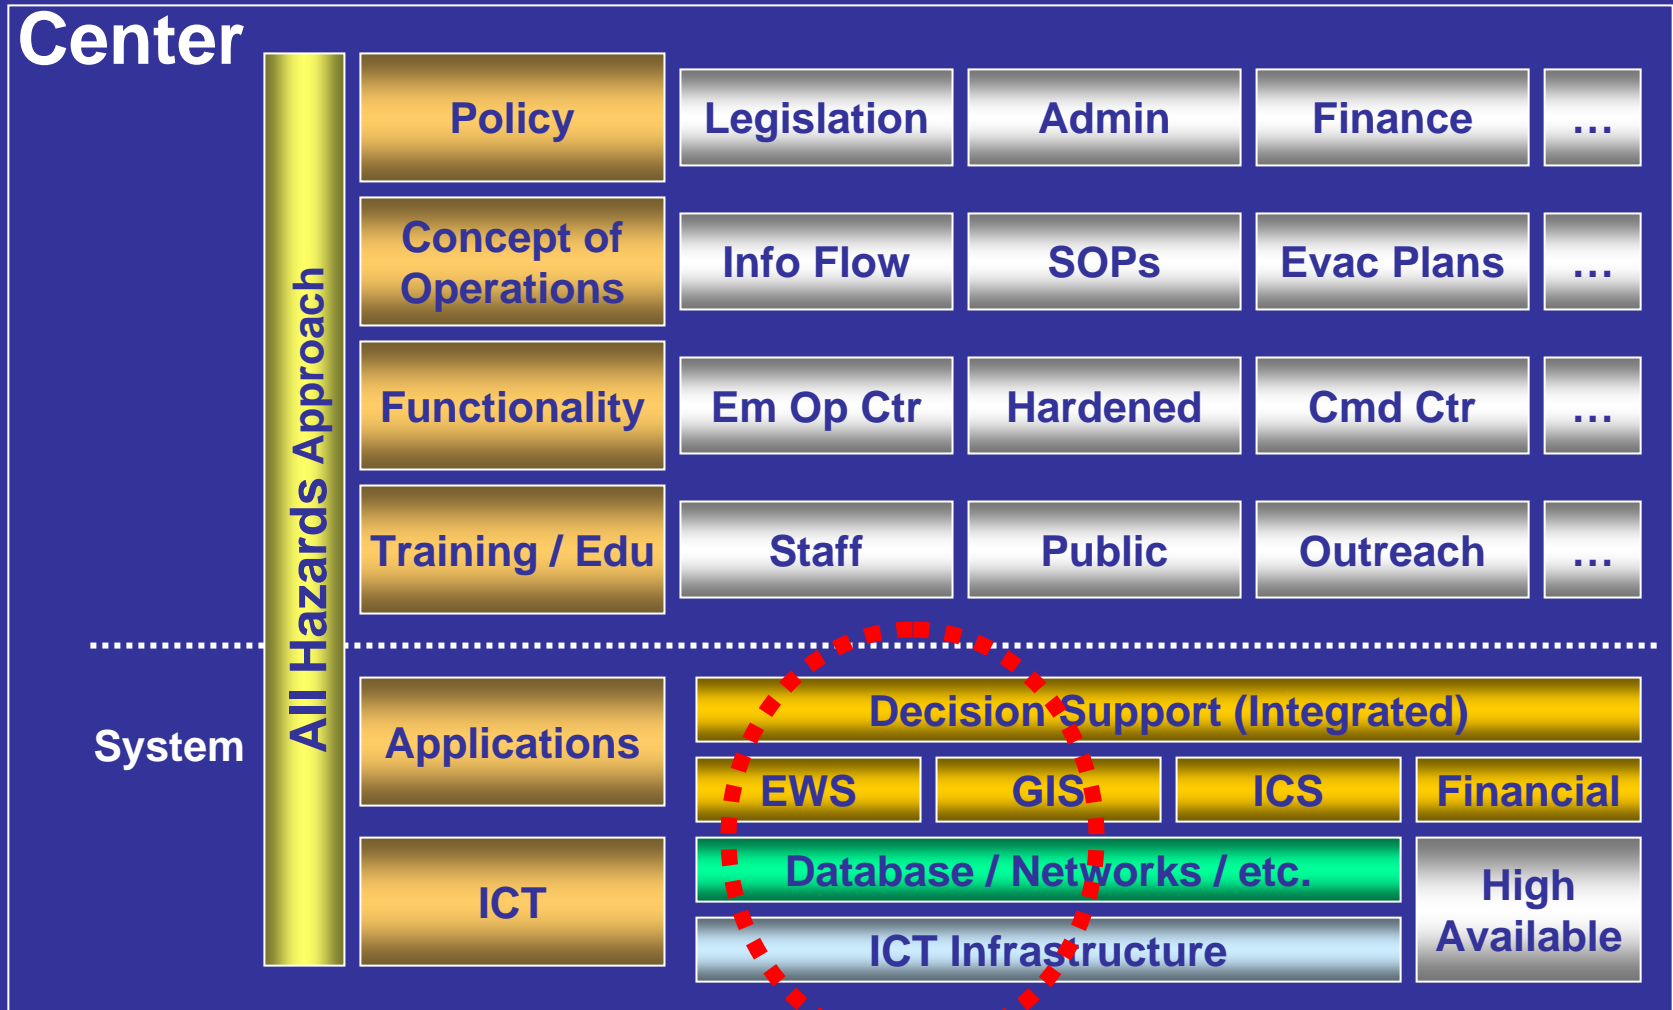 Center
All Hazards Approach
Policy
Legislation
Admin
Finance
...
Concept of
Operations
Info Flow
SOPs
Evac Plans
...
Functionality
Em Op Ctr
Hardened
Cmd Ctr
...
Training / Edu
Staff
Public
Outreach
...
System
Applications
Decision Support (Integrated)
EWS
GIS
ICS
Financial
ICT
Database / Networks / etc.
ICT Infrastructure
High
Available